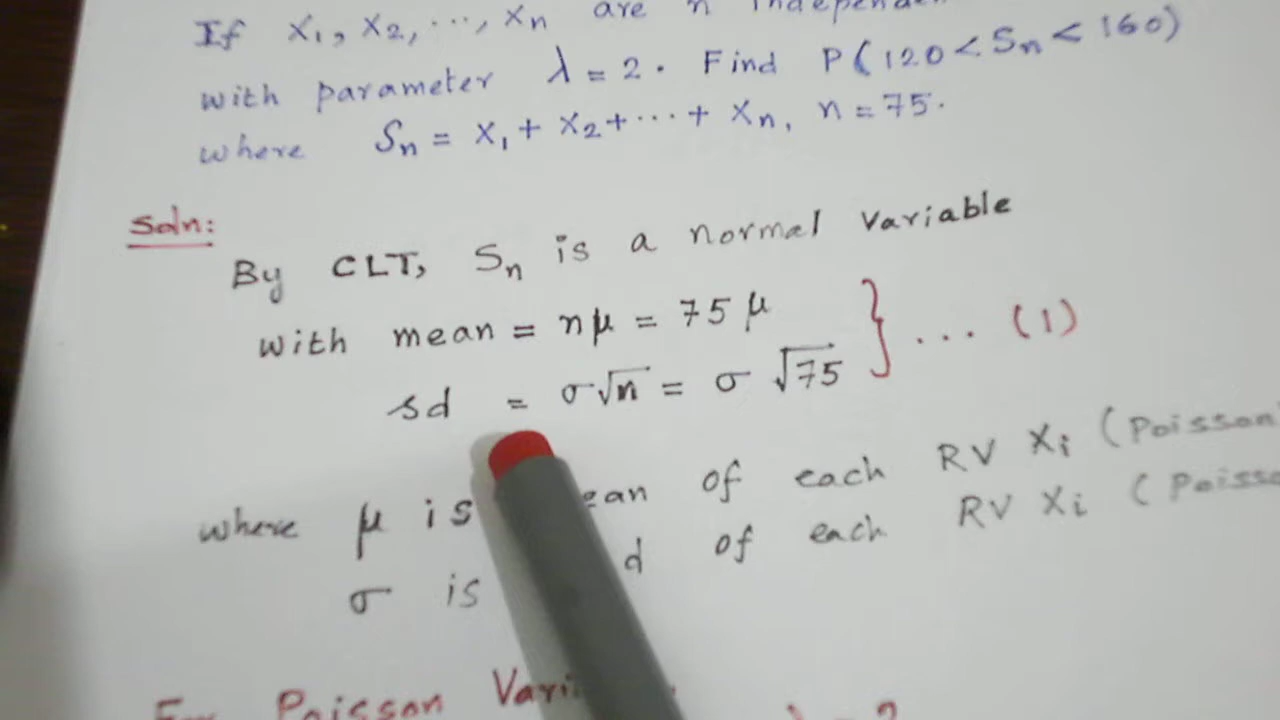 If X₁, X₂, ..., Xₙ are n
with parameter λ = 2. Find P(120 < Sₙ < 160)
where Sₙ = X₁ + X₂ + ... + Xₙ, n = 75.
Soln:
By CLT, Sₙ is a normal variable
with mean = nμ = 75 μ
sd = σ√n = σ √75 } ... (1)
where μ is of each RV Xᵢ (Poisson
σ is of each RV Xᵢ (
For Poisson